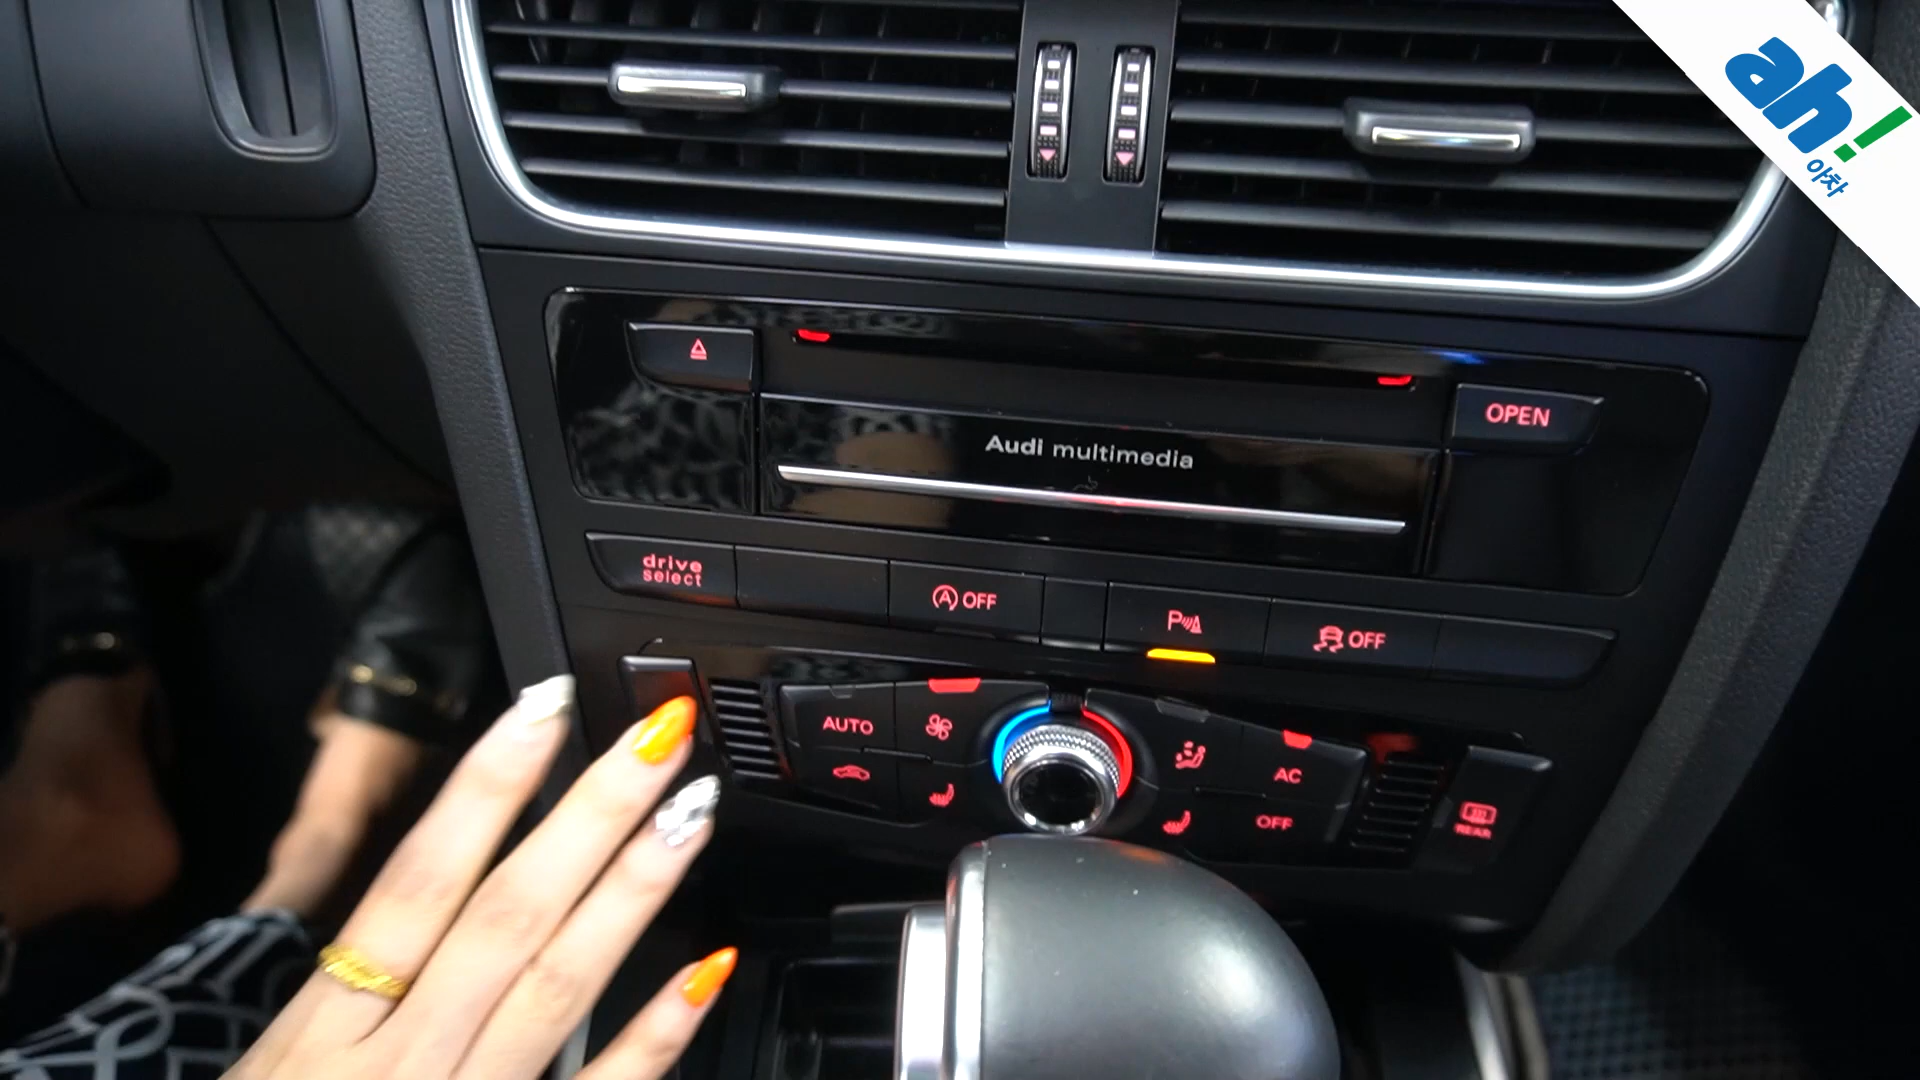 ah!
아차
OPEN
Audi multimedia
drive
select
A OFF
P
OFF
AUTO
AC
OFF
REAR